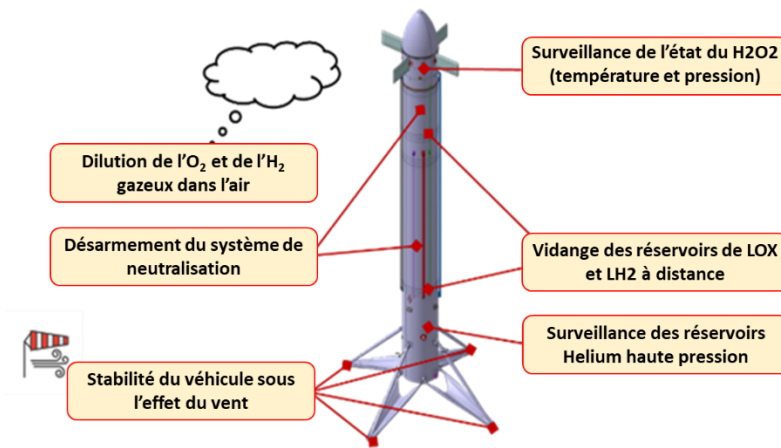 Surveillance de l’état du H2O2
(température et pression)
Dilution de l’O₂ et de l’H₂
gazeux dans l’air
Désarmement du système de
neutralisation
Vidange des réservoirs de LOX
et LH2 à distance
Surveillance des réservoirs
Helium haute pression
Stabilité du véhicule sous
l’effet du vent